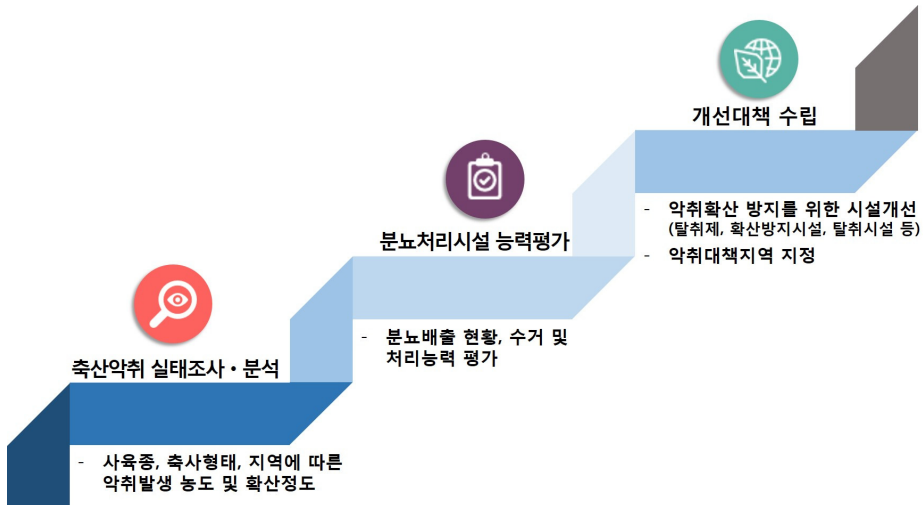 축산악취 실태조사・분석
- 사육종, 축사형태, 지역에 따른
악취발생 농도 및 확산정도
분뇨처리시설 능력평가
- 분뇨배출 현황, 수거 및
처리능력 평가
개선대책 수립
- 악취확산 방지를 위한 시설개선
(탈취제, 확산방지시설, 탈취시설 등)
- 악취대책지역 지정